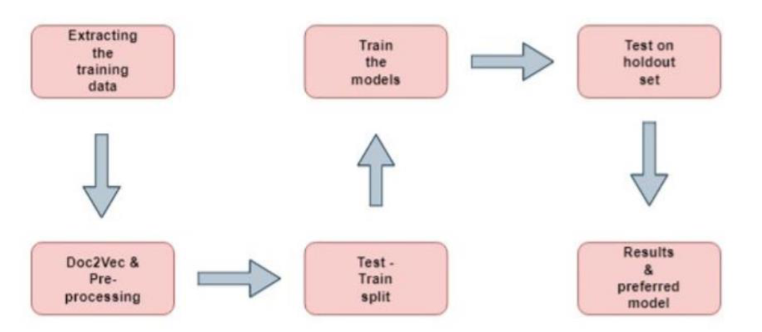 Extracting
the
training
data
Doc2Vec &
Pre-
processing
Test -
Train
split
Train
the
models
Test on
holdout
set
Results
&
preferred
model